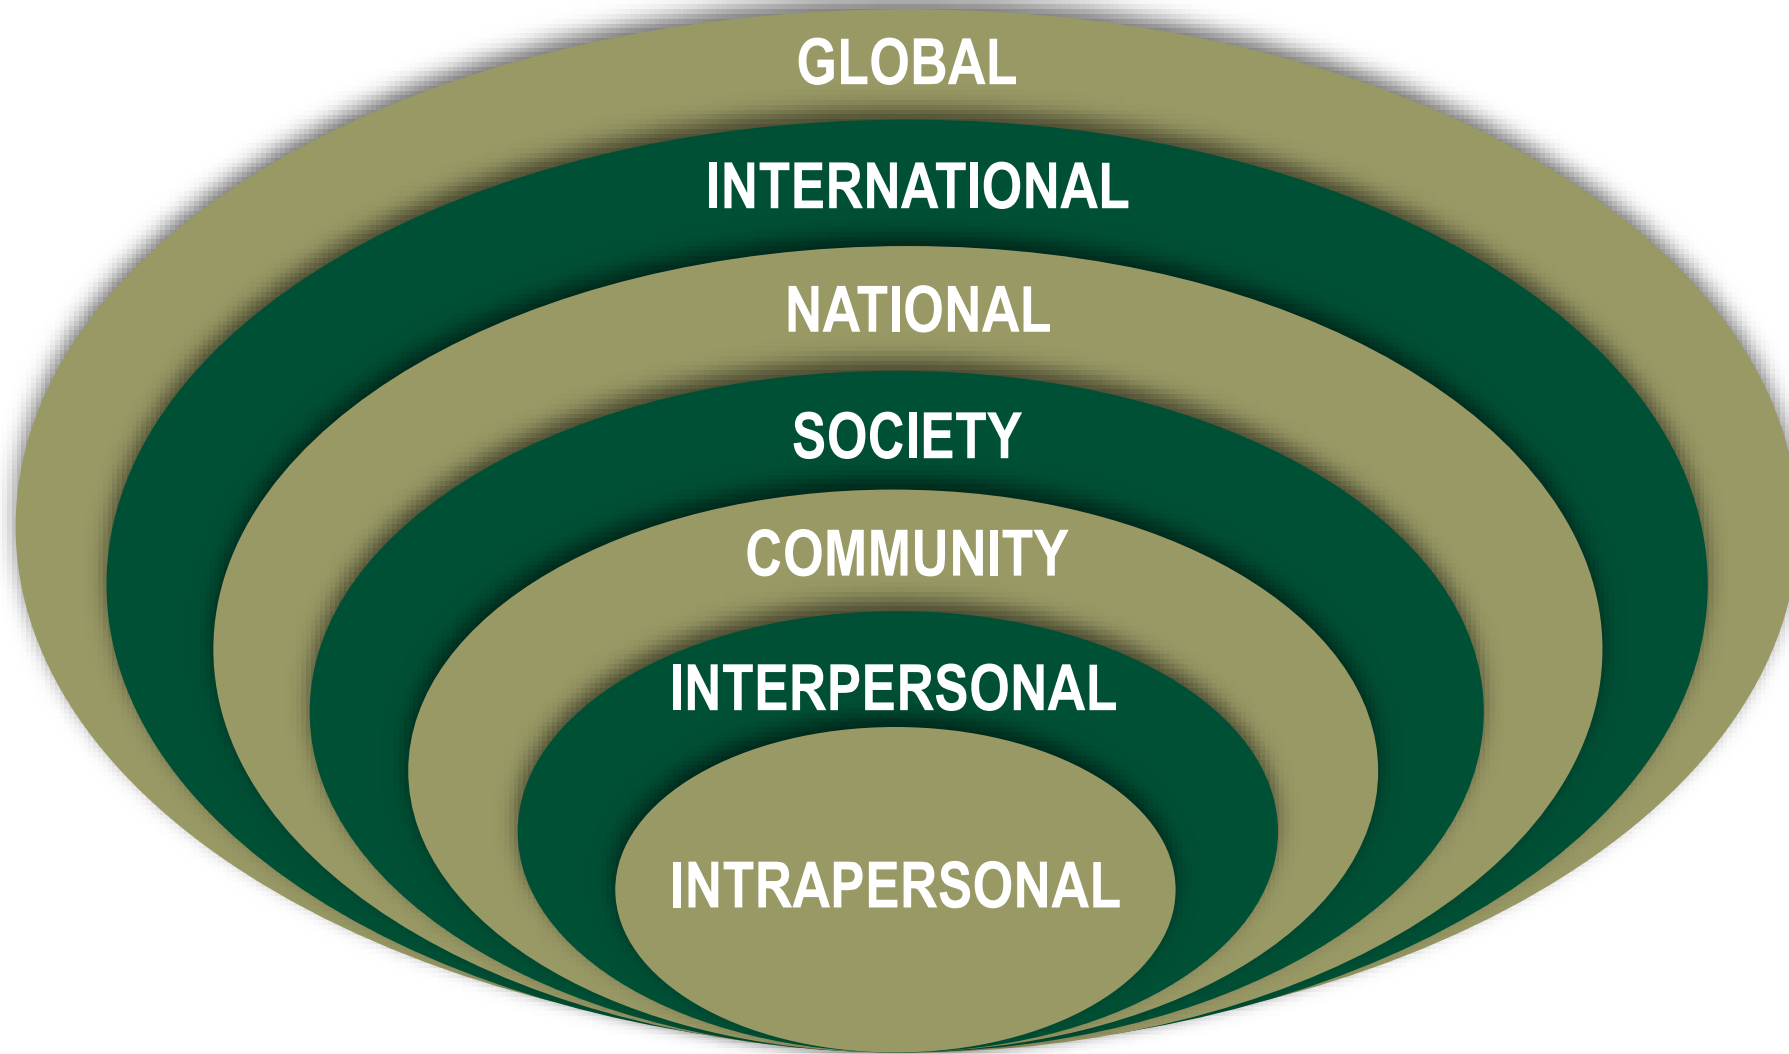 GLOBAL
INTERNATIONAL
NATIONAL
SOCIETY
COMMUNITY
INTERPERSONAL
INTRAPERSONAL